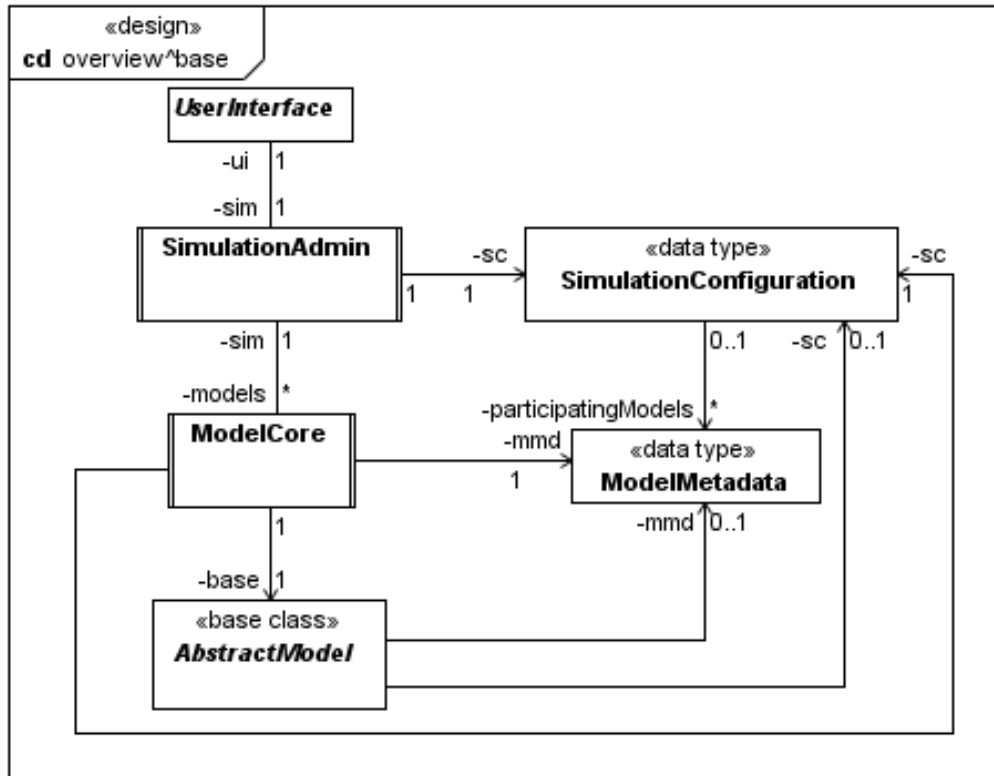 «design»
cd overview^base
UserInterface
-ui 1
-sim 1
SimulationAdmin
-sc
1 1
«data type»
SimulationConfiguration
-sc
1
-sim 1
0..1
-sc 0..1
-models *
-participatingModels *
ModelCore
-mmd
1
«data type»
ModelMetadata
1
-mmd 0..1
-base 1
«base class»
AbstractModel